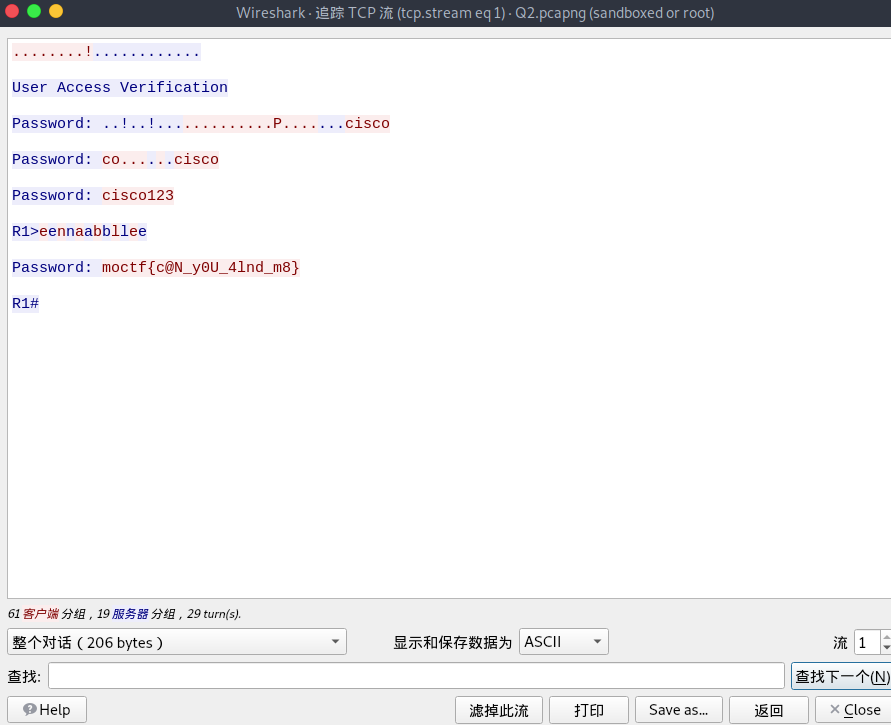 Wireshark · 追踪 TCP 流 (tcp.stream eq 1) · Q2.pcapng (sandboxed or root)
........!............
User Access Verification
Password: ..!..!.............P.......cisco
Password: co......cisco
Password: cisco123
R1>eennaabbllee
Password: moctf{c@N_y0U_4lnd_m8}
R1#
61 客户端 分组，19 服务器 分组，29 turn(s).
整个对话（206 bytes）
显示和保存数据为
ASCII
流
1
查找:
查找下一个(N)
Help
滤掉此流
打印
Save as...
返回
Close